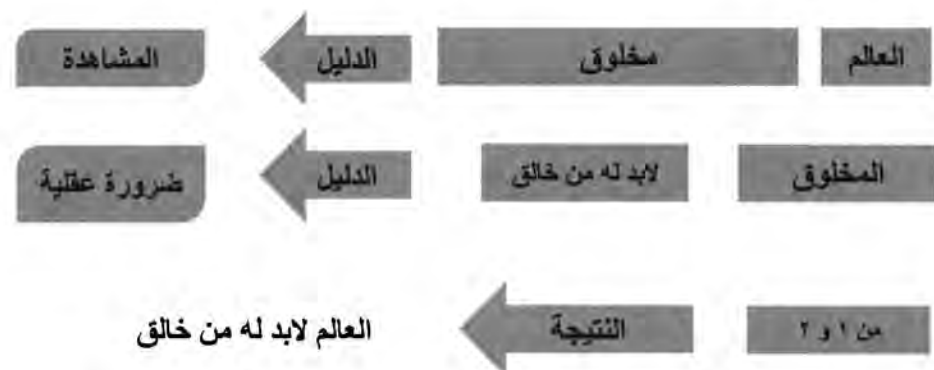 العالم مخلوق الدليل المشاهدة
المخلوق لابد له من خالق الدليل ضرورة عقلية
من ١ و ٢ النتيجة العالم لابد له من خالق